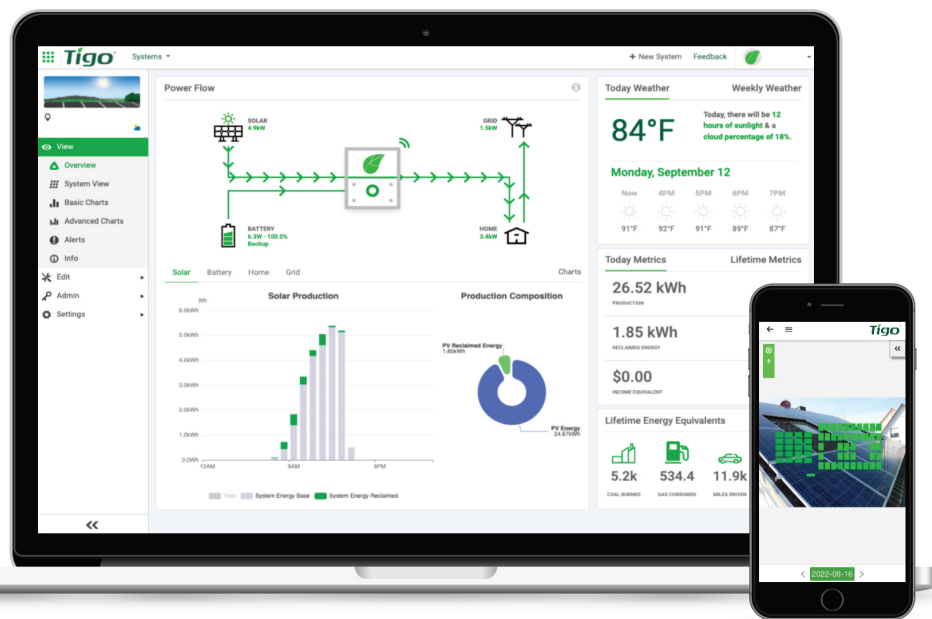 Tigo
Systems
+ New System
Feedback
View
Overview
System View
Basic Charts
Advanced Charts
Alerts
Info
Edit
Admin
Settings
Power Flow
SOLAR
4.9kW
GRID
1.5kW
BATTERY
6.3W - 100.0%
Backup
HOME
3.4kW
Solar
Battery
Home
Grid
Charts
Solar Production
Wh
6.0kWh
5.0kWh
4.0kWh
3.0kWh
2.0kWh
1.0kWh
0.0Wh
10AM
8AM
6PM
Total
System Energy Base
System Energy Reclaimed
Production Composition
PV Reclaimed Energy
1.85kWh
PV Energy
24.67kWh
Today Weather
Weekly Weather
84°F
Today, there will be 12
hours of sunlight & a
cloud percentage of 18%.
Monday, September 12
Now 4PM 5PM 6PM 7PM
91°F 92°F 91°F 89°F 87°F
Today Metrics
Lifetime Metrics
26.52 kWh
PRODUCTION
1.85 kWh
RECLAIMED ENERGY
$0.00
INCOME EQUIVALENT
Lifetime Energy Equivalents
5.2k 534.4 11.9k
COAL BURNED GAS CONSUMED MILES DRIVEN
Tigo
2022-08-16